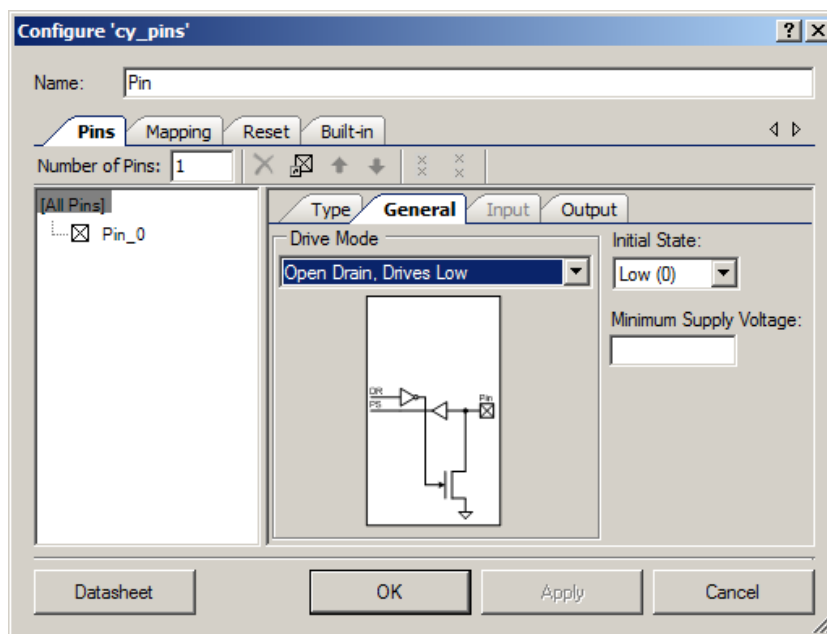 Configure 'cy_pins'
Name: Pin
Pins Mapping Reset Built-in
Number of Pins: 1
[All Pins]
Pin_0
Type General Input Output
Drive Mode
Open Drain, Drives Low
Initial State:
Low (0)
Minimum Supply Voltage:
DR
PS
Pin
Datasheet OK Apply Cancel